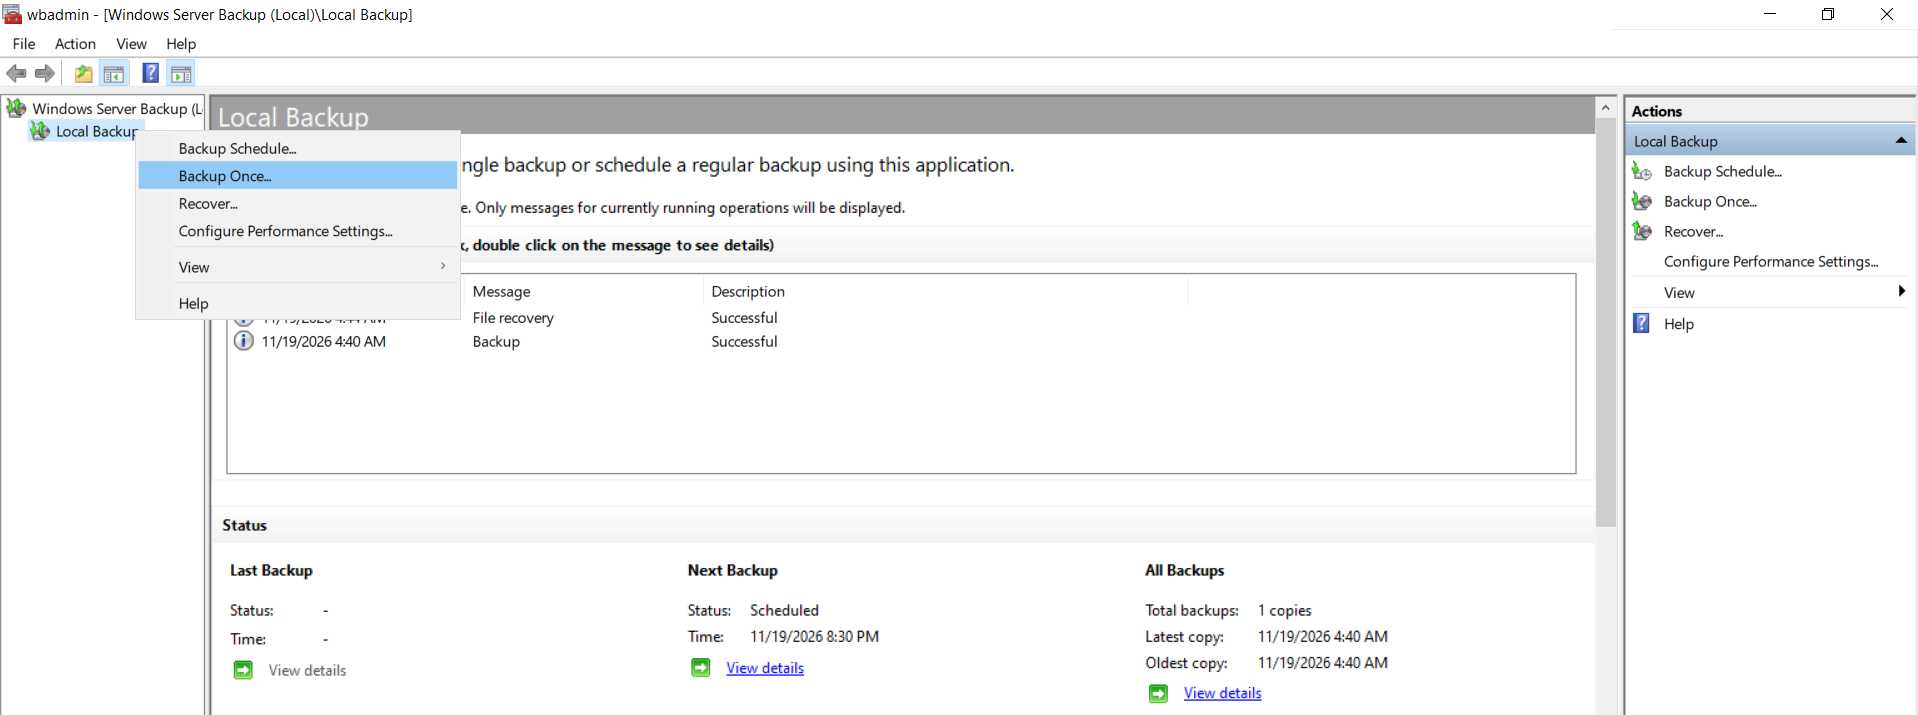 wbadmin - [Windows Server Backup (Local)\Local Backup]
File Action View Help
Windows Server Backup (L
Local Backup
Backup Schedule...
Backup Once...
Recover...
Configure Performance Settings...
View
Help
Local Backup
ngle backup or schedule a regular backup using this application.
e. Only messages for currently running operations will be displayed.
, double click on the message to see details)
Message Description
11/19/2026 4:44 AM File recovery Successful
11/19/2026 4:40 AM Backup Successful
Status
Last Backup
Status: -
Time: -
View details
Next Backup
Status: Scheduled
Time: 11/19/2026 8:30 PM
View details
All Backups
Total backups: 1 copies
Latest copy: 11/19/2026 4:40 AM
Oldest copy: 11/19/2026 4:40 AM
View details
Actions
Local Backup
Backup Schedule...
Backup Once...
Recover...
Configure Performance Settings...
View
Help